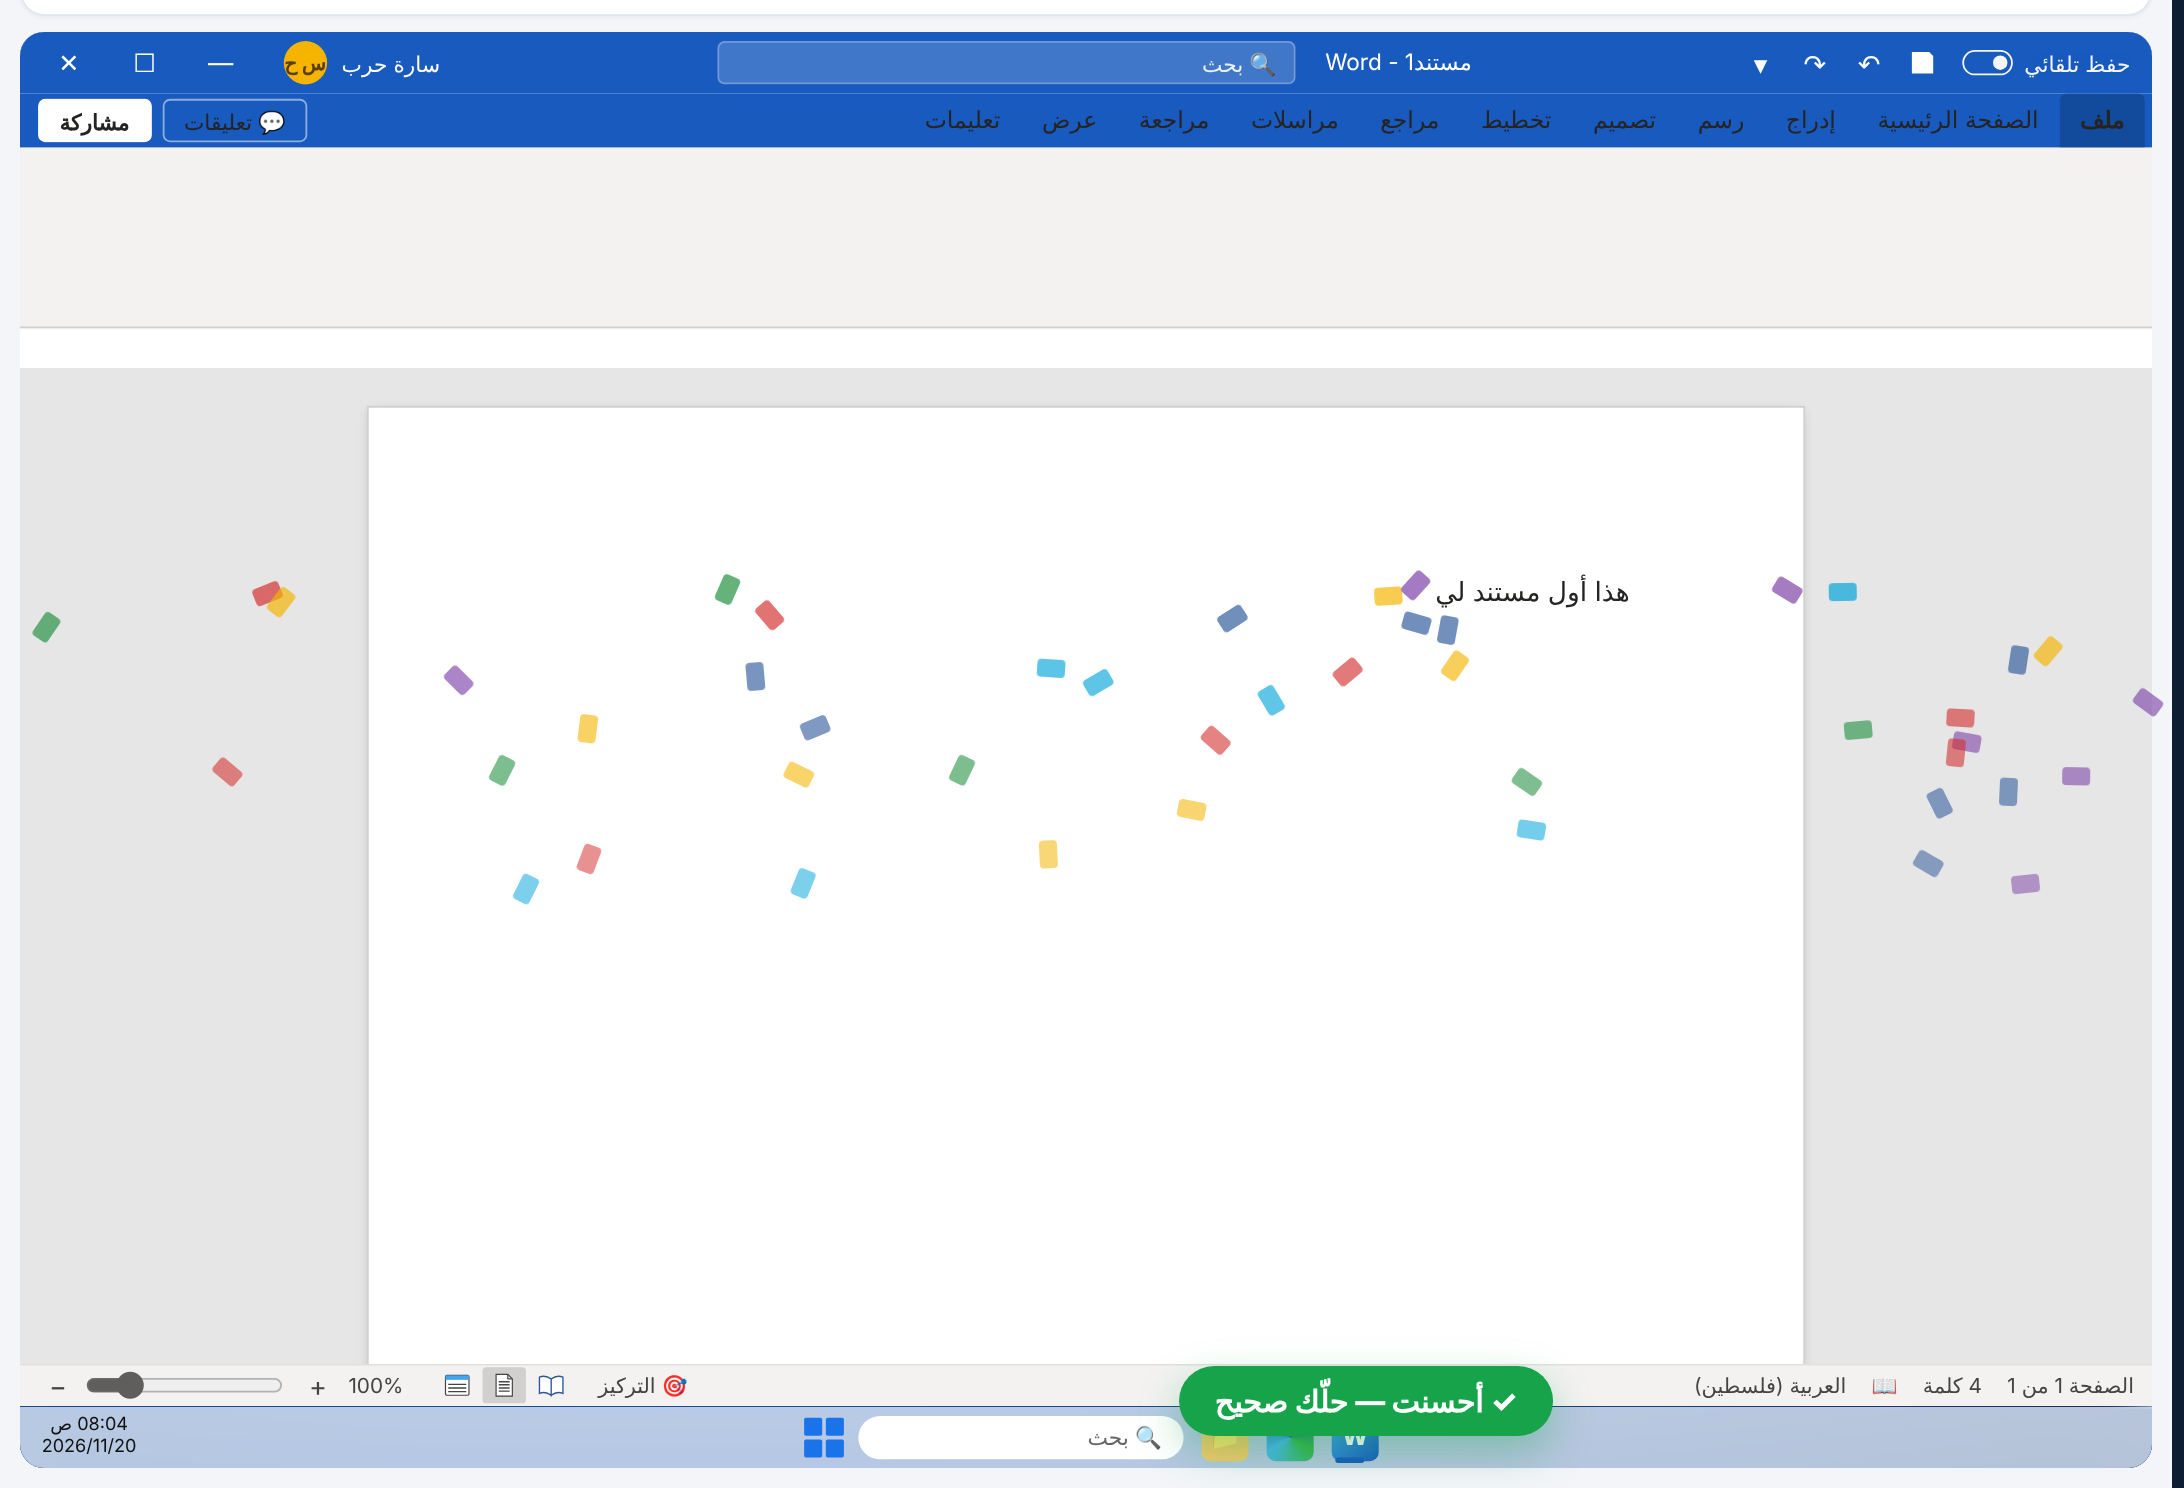 حفظ تلقائي
مستند1 - Word
بحث
سارة حرب
س ح
ملف
الصفحة الرئيسية
إدراج
رسم
تصميم
تخطيط
مراجع
مراسلات
مراجعة
عرض
تعليمات
تعليقات
مشاركة
هذا أول مستند لي
الصفحة 1 من 1
4 كلمة
العربية (فلسطين)
✓ أحسنت — حلّك صحيح
التركيز
100%
W
بحث
08:04 ص
2026/11/20